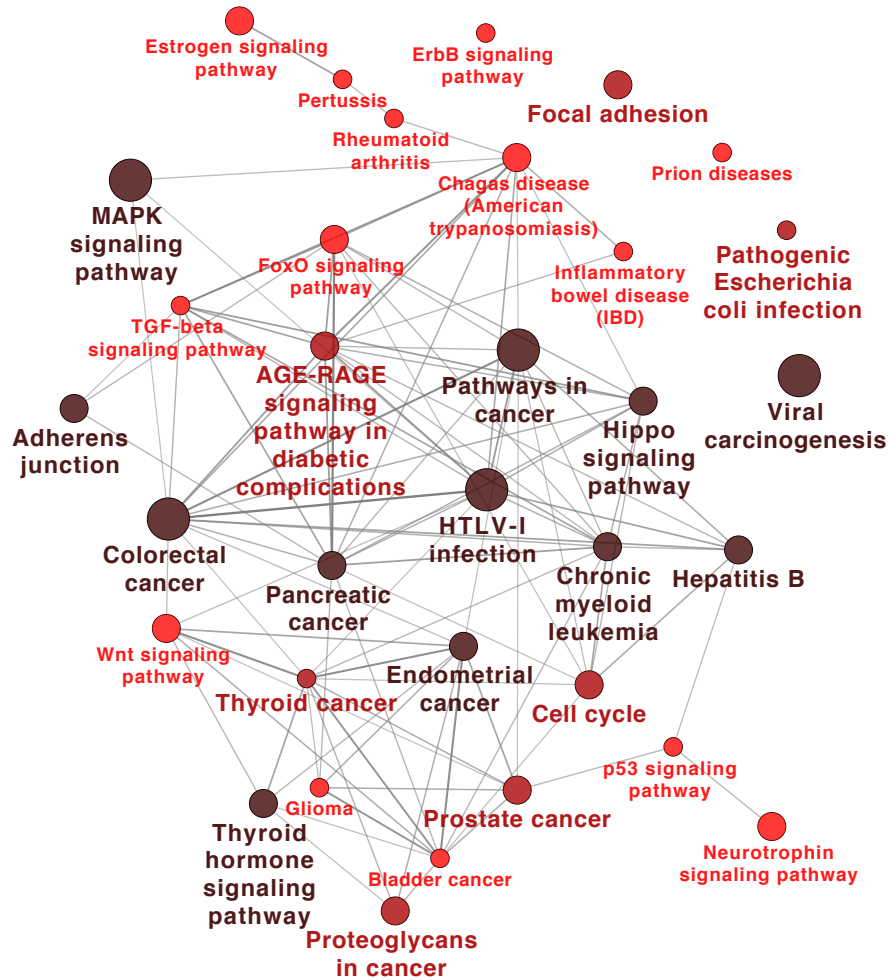 Estrogen signaling
pathway
ErbB signaling
pathway
Pertussis
Focal adhesion
Rheumatoid
arthritis
Prion diseases
Chagas disease
(American
trypanosomiasis)
MAPK
signaling
pathway
FoxO signaling
pathway
Inflammatory
bowel disease
(IBD)
Pathogenic
Escherichia
coli infection
TGF-beta
signaling pathway
AGE-RAGE
signaling
pathway in
diabetic
complications
Pathways in
cancer
Hippo
signaling
pathway
Viral
carcinogenesis
Adherens
junction
HTLV-I
infection
Colorectal
cancer
Pancreatic
cancer
Chronic
myeloid
leukemia
Hepatitis B
Wnt signaling
pathway
Endometrial
cancer
Thyroid cancer
Cell cycle
p53 signaling
pathway
Glioma
Prostate cancer
Thyroid
hormone
signaling
pathway
Neurotrophin
signaling pathway
Bladder cancer
Proteoglycans
in cancer